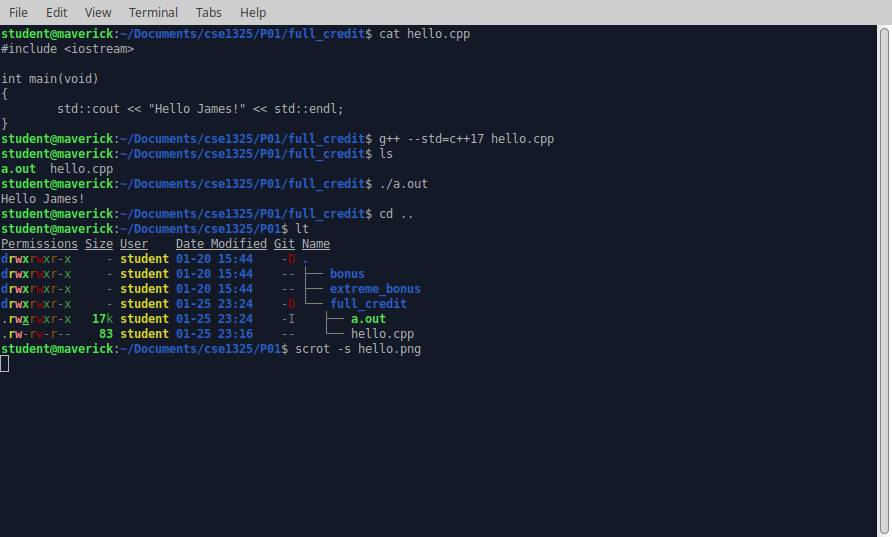 File Edit View Terminal Tabs Help
student@maverick:~/Documents/cse1325/P01/full_credit$ cat hello.cpp
#include <iostream>
int main(void)
{
        std::cout << "Hello James!" << std::endl;
}
student@maverick:~/Documents/cse1325/P01/full_credit$ g++ --std=c++17 hello.cpp
student@maverick:~/Documents/cse1325/P01/full_credit$ ls
a.out  hello.cpp
student@maverick:~/Documents/cse1325/P01/full_credit$ ./a.out
Hello James!
student@maverick:~/Documents/cse1325/P01/full_credit$ cd ..
student@maverick:~/Documents/cse1325/P01$ lt
Permissions Size User    Date Modified Git Name
drwxrwxr-x     - student 01-20 15:44    -D .
drwxrwxr-x     - student 01-20 15:44    -- ├── bonus
drwxrwxr-x     - student 01-20 15:44    -- ├── extreme_bonus
drwxrwxr-x     - student 01-25 23:24    -D └── full_credit
.rwxrwxr-x   17k student 01-25 23:24    -I    ├── a.out
.rw-rw-r--    83 student 01-25 23:16    --    └── hello.cpp
student@maverick:~/Documents/cse1325/P01$ scrot -s hello.png